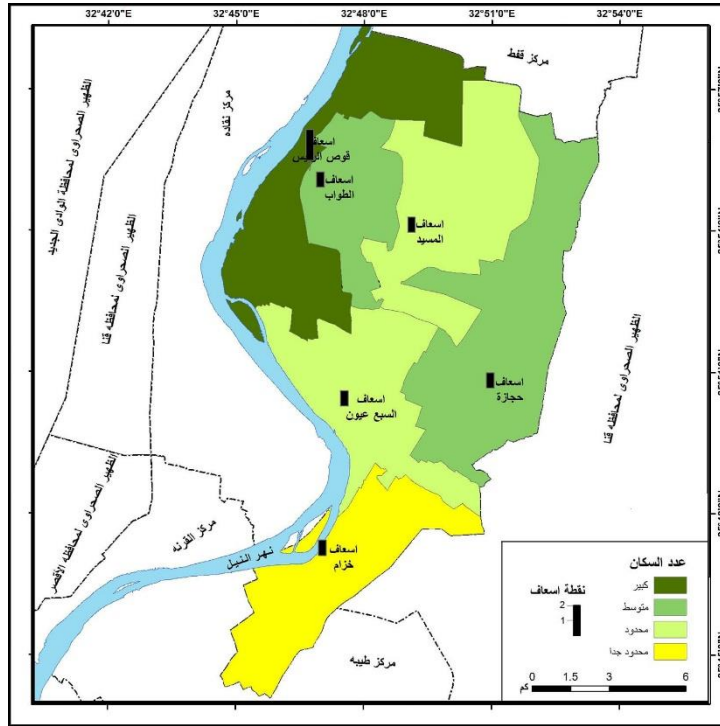 32°42'0"E 32°45'0"E 32°48'0"E 32°51'0"E 32°54'0"E
مركز قفط
مركز نقاده
الظهير الصحراوى لمحافظة الوادى الجديد
الظهير الصحراوى لمحافظه قنا
اسعاف
قوص
اسعاف
الطواب
اسعاف
المسيد
اسعاف
حجازة
اسعاف
السبع عيون
الظهير الصحراوى لمحافظه قنا
الظهير الصحراوى لمحافظه الأقصر
مركز القرنه
نهر النيل
اسعاف
خزام
مركز طيبه
عدد السكان
كبير
متوسط
محدود
محدود جدا
نقطة اسعاف
2
1
0 1.5 3 6
كم